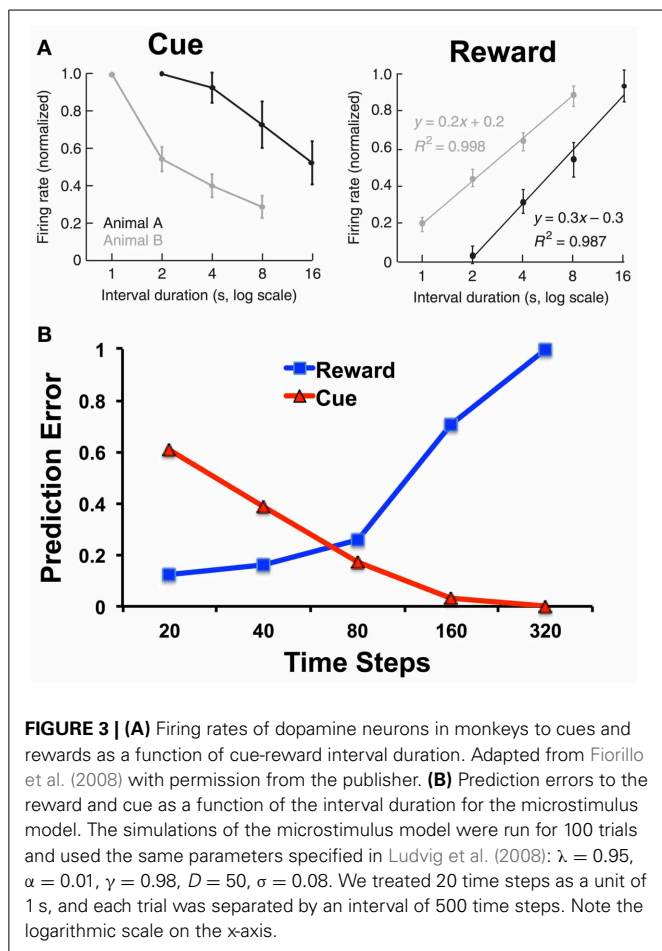 A
Cue
Reward
Firing rate (normalized)
1.0
0.8
0.6
0.4
0.2
0
Animal A
Animal B
1 2 4 8 16
Interval duration (s, log scale)
Firing rate (normalized)
1.0
0.8
0.6
0.4
0.2
0
y = 0.2x + 0.2
R² = 0.998
y = 0.3x – 0.3
R² = 0.987
1 2 4 8 16
Interval duration (s, log scale)
B
Prediction Error
1
0.8
0.6
0.4
0.2
0
Reward
Cue
20 40 80 160 320
Time Steps
FIGURE 3 | (A) Firing rates of dopamine neurons in monkeys to cues and
rewards as a function of cue-reward interval duration. Adapted from Fiorillo
et al. (2008) with permission from the publisher. (B) Prediction errors to the
reward and cue as a function of the interval duration for the microstimulus
model. The simulations of the microstimulus model were run for 100 trials
and used the same parameters specified in Ludvig et al. (2008): λ = 0.95,
α = 0.01, γ = 0.98, D = 50, σ = 0.08. We treated 20 time steps as a unit of
1 s, and each trial was separated by an interval of 500 time steps. Note the
logarithmic scale on the x-axis.